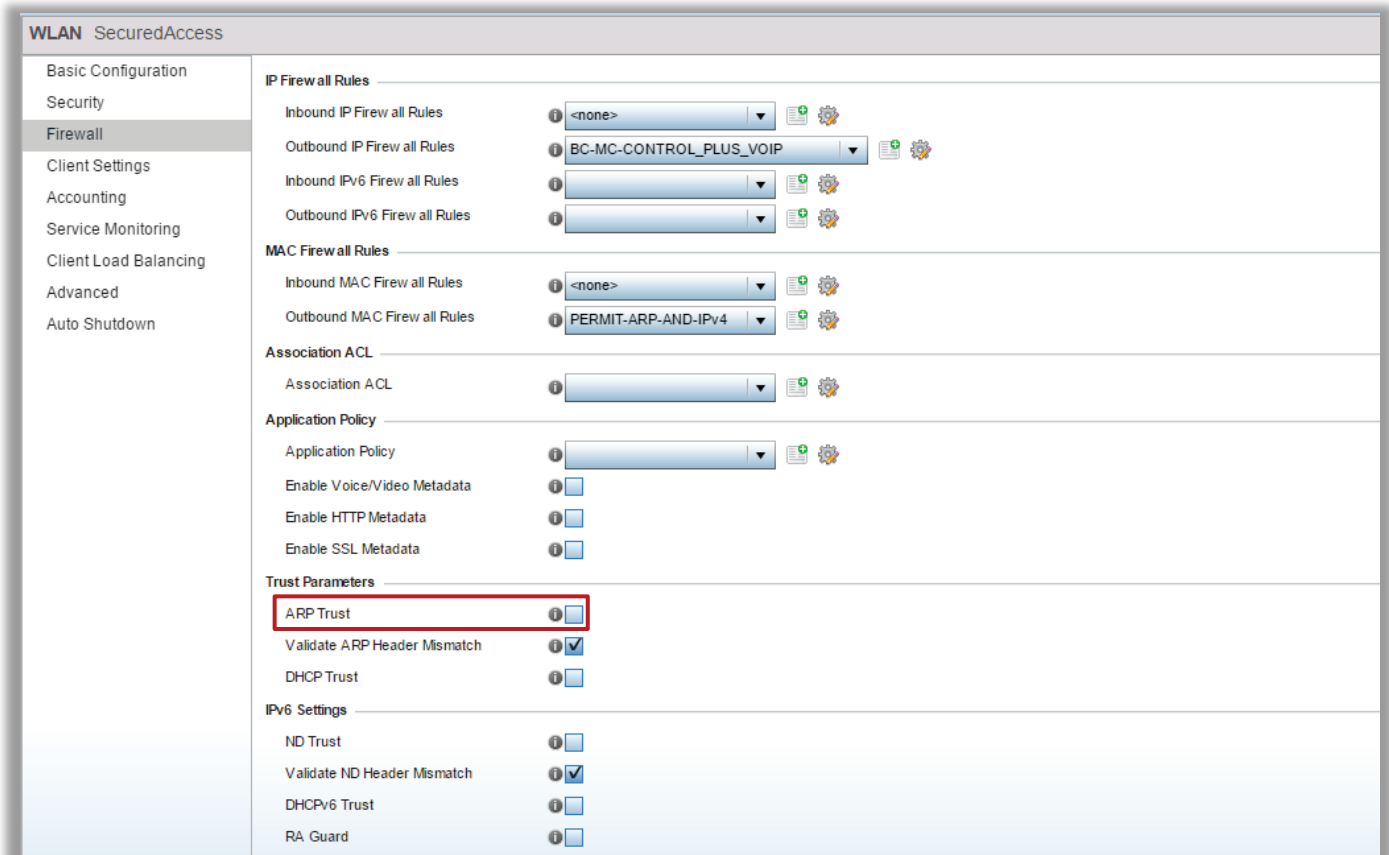 WLAN SecuredAccess
Basic Configuration
Security
Firewall
Client Settings
Accounting
Service Monitoring
Client Load Balancing
Advanced
Auto Shutdown
IP Firewall Rules
Inbound IP Firewall Rules <none>
Outbound IP Firewall Rules BC-MC-CONTROL_PLUS_VOIP
Inbound IPv6 Firewall Rules
Outbound IPv6 Firewall Rules
MAC Firewall Rules
Inbound MAC Firewall Rules <none>
Outbound MAC Firewall Rules PERMIT-ARP-AND-IPv4
Association ACL
Association ACL
Application Policy
Application Policy
Enable Voice/Video Metadata
Enable HTTP Metadata
Enable SSL Metadata
Trust Parameters
ARP Trust
Validate ARP Header Mismatch
DHCP Trust
IPv6 Settings
ND Trust
Validate ND Header Mismatch
DHCPv6 Trust
RA Guard